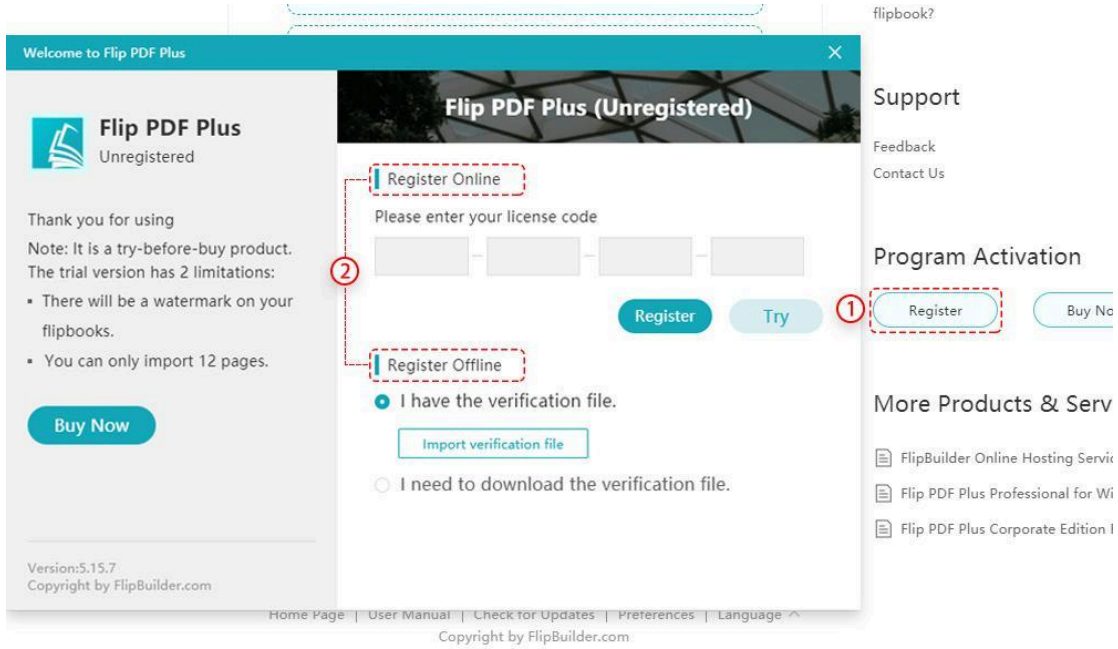 flipbook?
Welcome to Flip PDF Plus
Flip PDF Plus
Unregistered
Thank you for using
Note: It is a try-before-buy product.
The trial version has 2 limitations:
▪ There will be a watermark on your
flipbooks.
▪ You can only import 12 pages.
Buy Now
Version:5.15.7
Copyright by FlipBuilder.com
Flip PDF Plus (Unregistered)
Register Online
Please enter your license code
2
Register
Try
Register Offline
I have the verification file.
Import verification file
I need to download the verification file.
Support
Feedback
Contact Us
Program Activation
1
Register
Buy No
More Products & Serv
FlipBuilder Online Hosting Servic
Flip PDF Plus Professional for Wi
Flip PDF Plus Corporate Edition
Home Page | User Manual | Check for Updates | Preferences | Language
Copyright by FlipBuilder.com